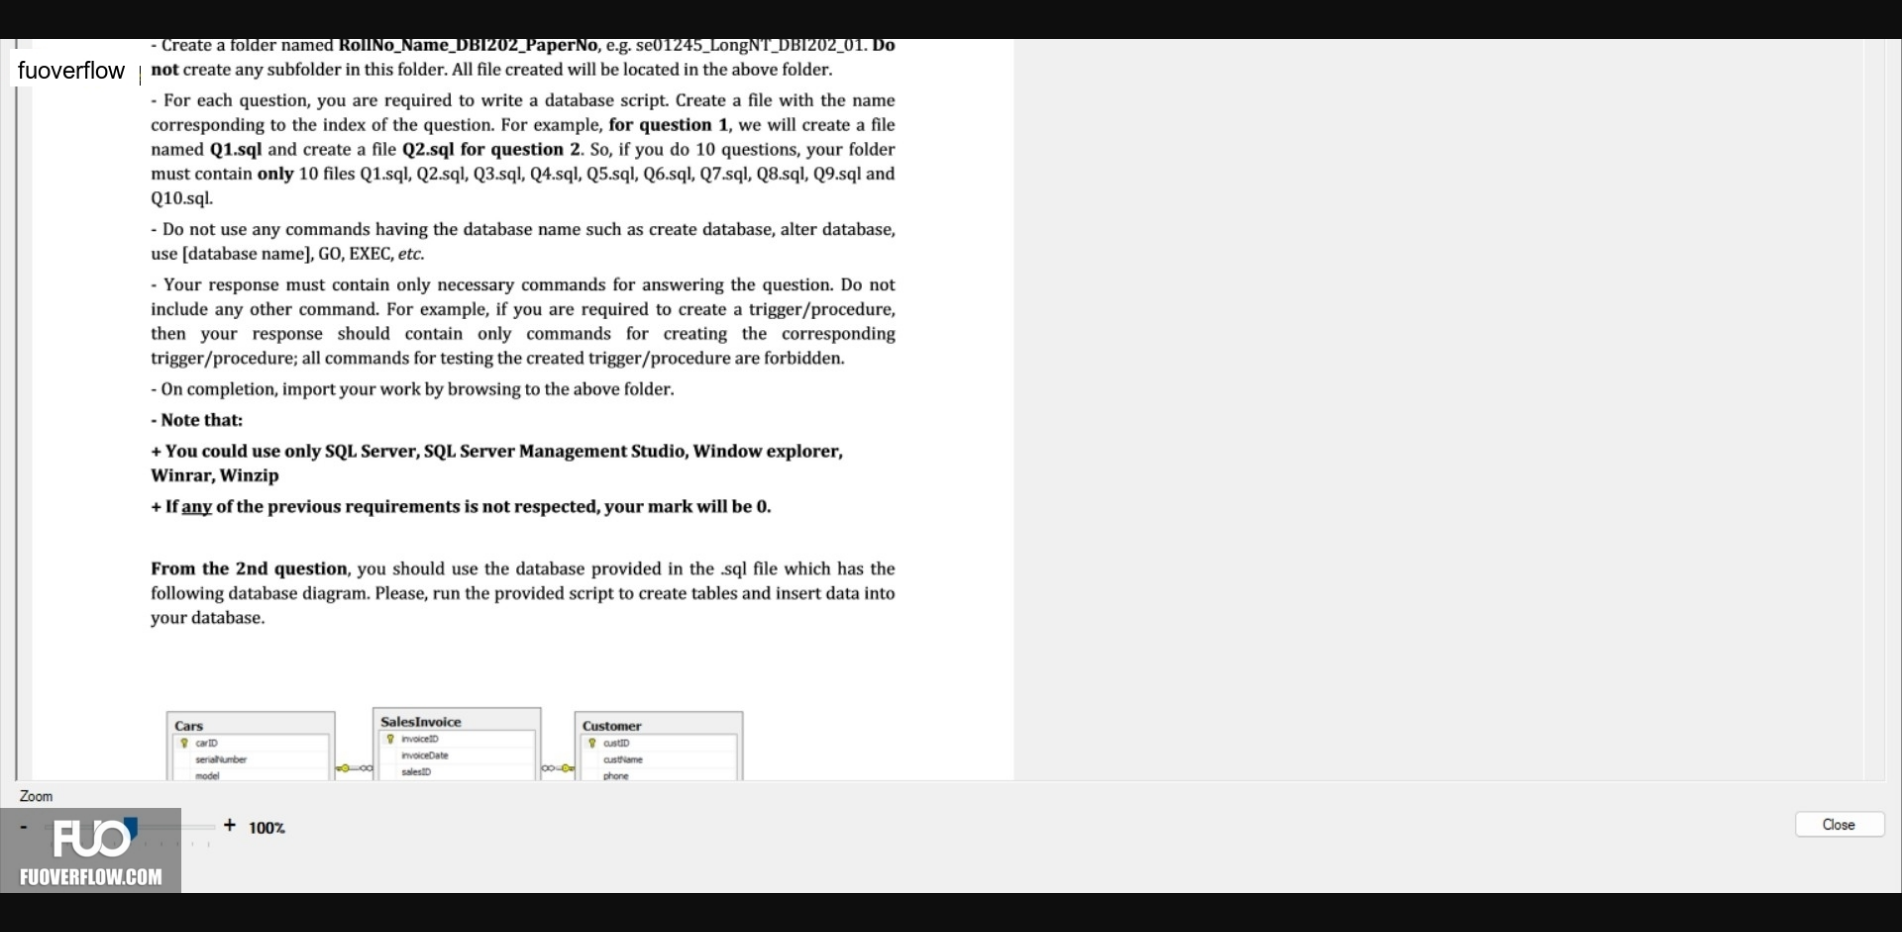 - Create a folder named RollNo_Name_DBI202_PaperNo, e.g. se01245_LongNT_DBI202_01. Do
fuoverflow
not create any subfolder in this folder. All file created will be located in the above folder.
- For each question, you are required to write a database script. Create a file with the name
corresponding to the index of the question. For example, for question 1, we will create a file
named Q1.sql and create a file Q2.sql for question 2. So, if you do 10 questions, your folder
must contain only 10 files Q1.sql, Q2.sql, Q3.sql, Q4.sql, Q5.sql, Q6.sql, Q7.sql, Q8.sql, Q9.sql and
Q10.sql.
- Do not use any commands having the database name such as create database, alter database,
use [database name], GO, EXEC, etc.
- Your response must contain only necessary commands for answering the question. Do not
include any other command. For example, if you are required to create a trigger/procedure,
then your response should contain only commands for creating the corresponding
trigger/procedure; all commands for testing the created trigger/procedure are forbidden.
- On completion, import your work by browsing to the above folder.
- Note that:
+ You could use only SQL Server, SQL Server Management Studio, Window explorer,
Winrar, Winzip
+ If any of the previous requirements is not respected, your mark will be 0.
From the 2nd question, you should use the database provided in the .sql file which has the
following database diagram. Please, run the provided script to create tables and insert data into
your database.
Cars
carID
serialNumber
model
SalesInvoice
invoiceID
invoiceDate
salesID
Customer
custID
custName
phone
Zoom
- + 100%
Close
FUO
FUOVERFLOW.COM